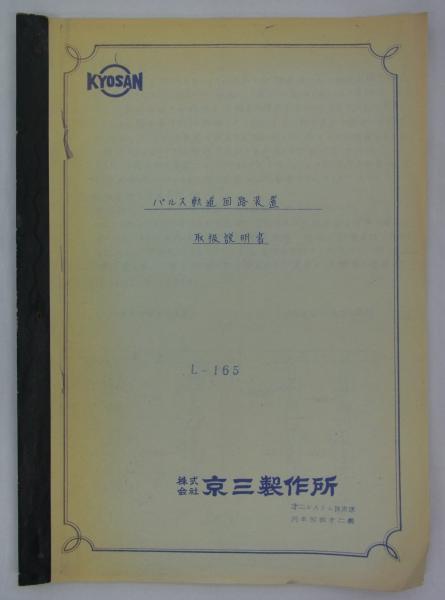 KYOSAN
パルス軌道回路装置
取扱説明書
L-165
株式会社 京三製作所